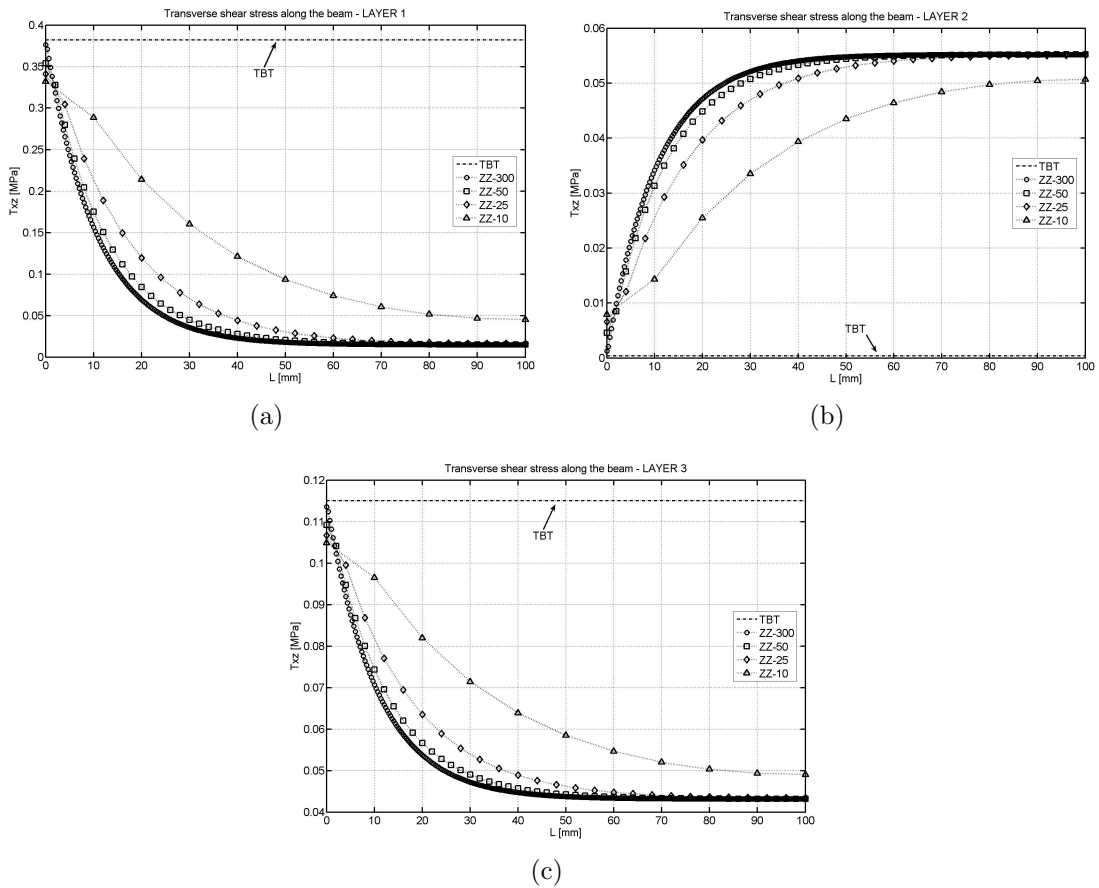 Transverse shear stress along the beam - LAYER 1
0.4
0.35
0.3
0.25
0.2
0.15
0.1
0.05
0
Txz [MPa]
TBT
TBT
ZZ-300
ZZ-50
ZZ-25
ZZ-10
0 10 20 30 40 50 60 70 80 90 100
L [mm]
(a)
Transverse shear stress along the beam - LAYER 2
0.06
0.05
0.04
0.03
0.02
0.01
0
Txz [MPa]
TBT
ZZ-300
ZZ-50
ZZ-25
ZZ-10
TBT
0 10 20 30 40 50 60 70 80 90 100
L [mm]
(b)
Transverse shear stress along the beam - LAYER 3
0.12
0.11
0.1
0.09
0.08
0.07
0.06
0.05
0.04
Txz [MPa]
TBT
TBT
ZZ-300
ZZ-50
ZZ-25
ZZ-10
0 10 20 30 40 50 60 70 80 90 100
L [mm]
(c)